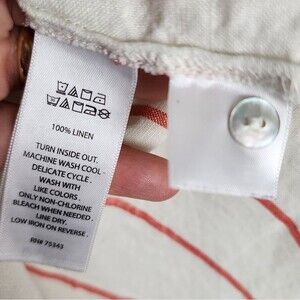 100% LINEN
TURN INSIDE OUT.
MACHINE WASH COOL -
DELICATE CYCLE.
WASH WITH
LIKE COLORS.
ONLY NON-CHLORINE
BLEACH WHEN NEEDED.
LINE DRY.
LOW IRON ON REVERSE.
RN# 75343